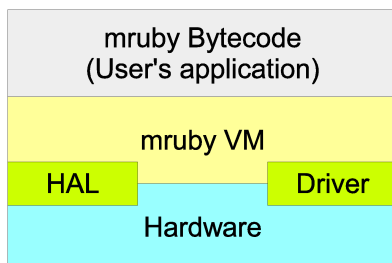 mruby Bytecode
(User's application)
mruby VM
HAL
Driver
Hardware